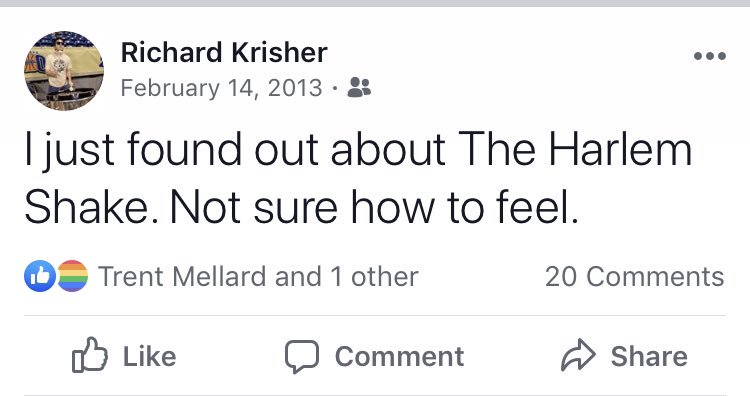 Richard Krisher
February 14, 2013 ·
I just found out about The Harlem
Shake. Not sure how to feel.
Trent Mellard and 1 other 20 Comments
Like Comment Share